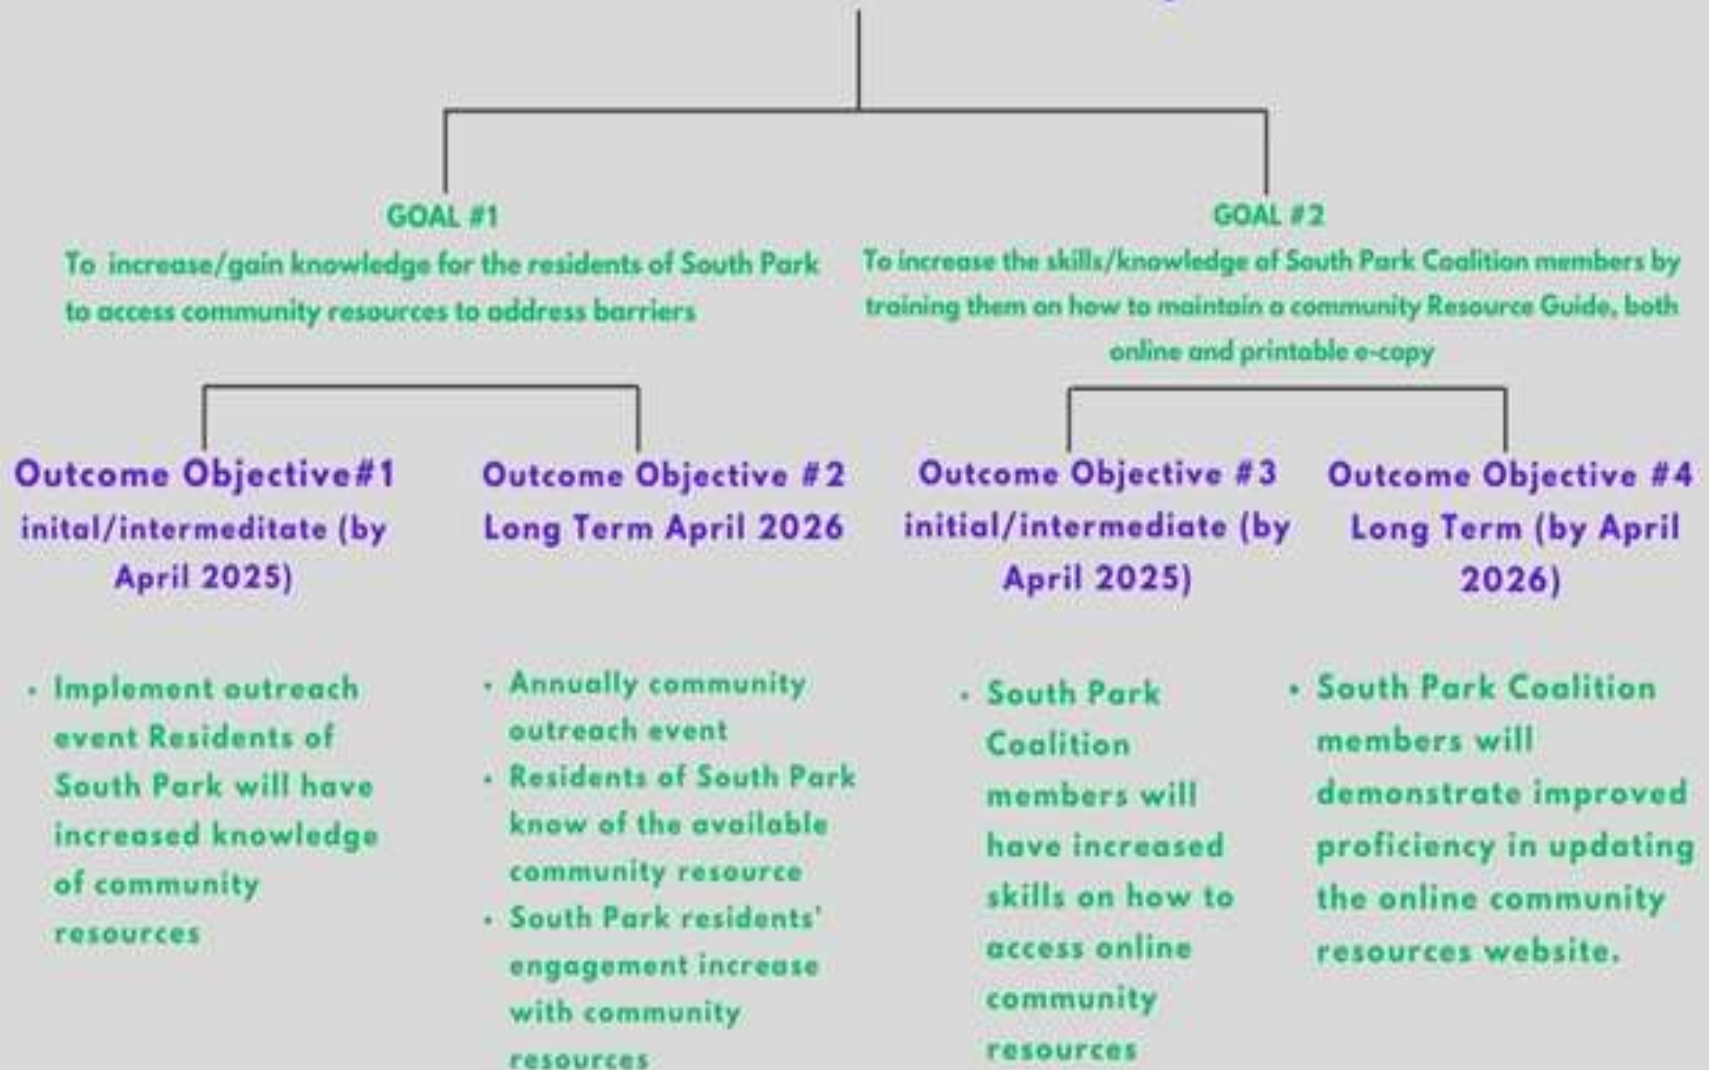 GOAL #1
To increase/gain knowledge for the residents of South Park
to access community resources to address barriers
GOAL #2
To increase the skills/knowledge of South Park Coalition members by
training them on how to maintain a community Resource Guide, both
online and printable e-copy
Outcome Objective#1
inital/intermeditate (by
April 2025)
Implement outreach
event Residents of
South Park will have
increased knowledge
of community
resources
Outcome Objective #2
Long Term April 2026
Annually community
outreach event
Residents of South Park
know of the available
community resource
South Park residents'
engagement increase
with community
resources
Outcome Objective #3
initial/intermediate (by
April 2025)
South Park
Coalition
members will
have increased
skills on how to
access online
community
resources
Outcome Objective #4
Long Term (by April
2026)
South Park Coalition
members will
demonstrate improved
proficiency in updating
the online community
resources website.